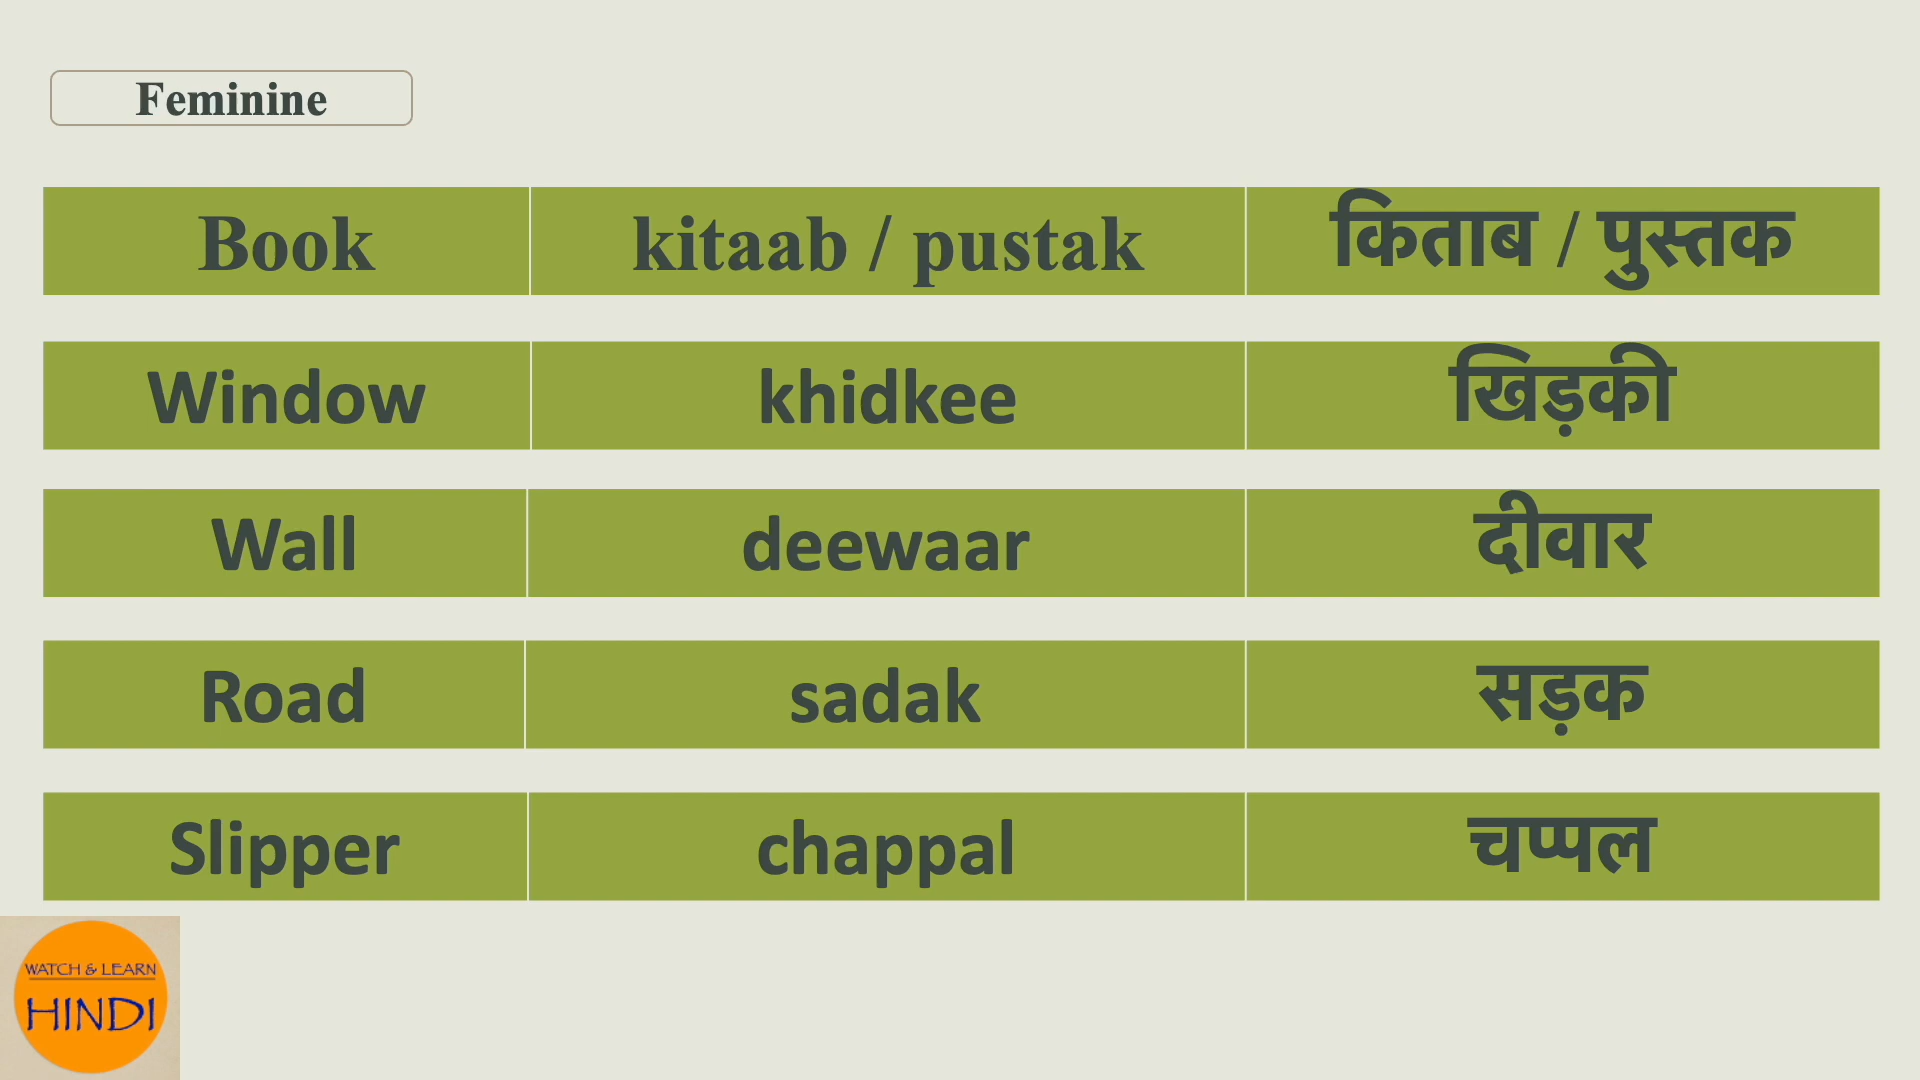 Feminine
Book kitaab / pustak किताब / पुस्तक
Window khidkee खिड़की
Wall deewaar दीवार
Road sadak सड़क
Slipper chappal चप्पल
WATCH & LEARN
HINDI